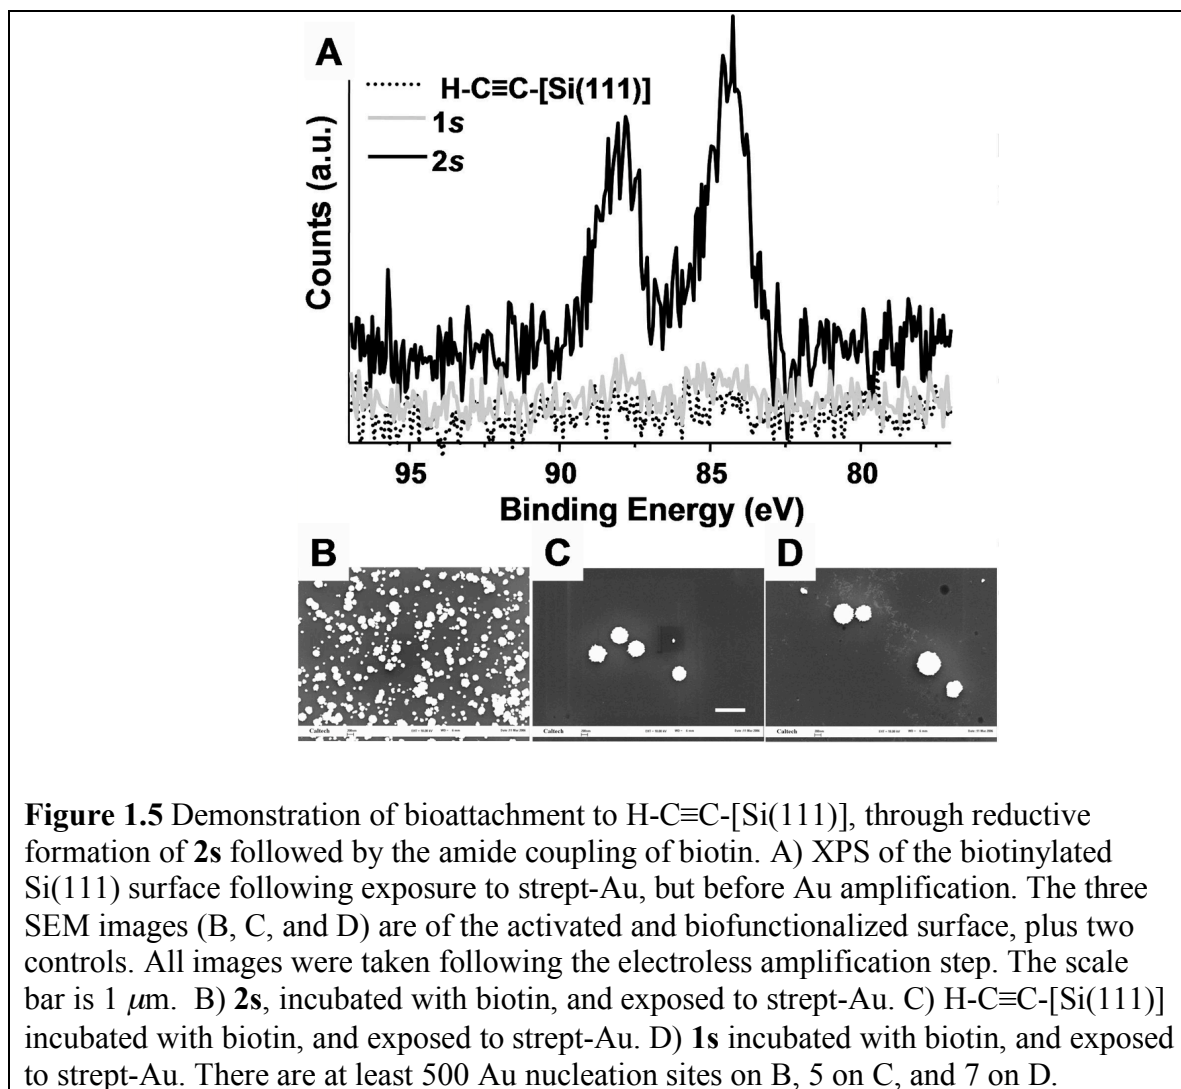 A
H-C≡C-[Si(111)]
1s
2s
Counts (a.u.)
95 90 85 80
Binding Energy (eV)
B C D
Caltech
Caltech
Caltech
Figure 1.5 Demonstration of bioattachment to H-C≡C-[Si(111)], through reductive
formation of 2s followed by the amide coupling of biotin. A) XPS of the biotinylated
Si(111) surface following exposure to strept-Au, but before Au amplification. The three
SEM images (B, C, and D) are of the activated and biofunctionalized surface, plus two
controls. All images were taken following the electroless amplification step. The scale
bar is 1 μm. B) 2s, incubated with biotin, and exposed to strept-Au. C) H-C≡C-[Si(111)]
incubated with biotin, and exposed to strept-Au. D) 1s incubated with biotin, and exposed
to strept-Au. There are at least 500 Au nucleation sites on B, 5 on C, and 7 on D.